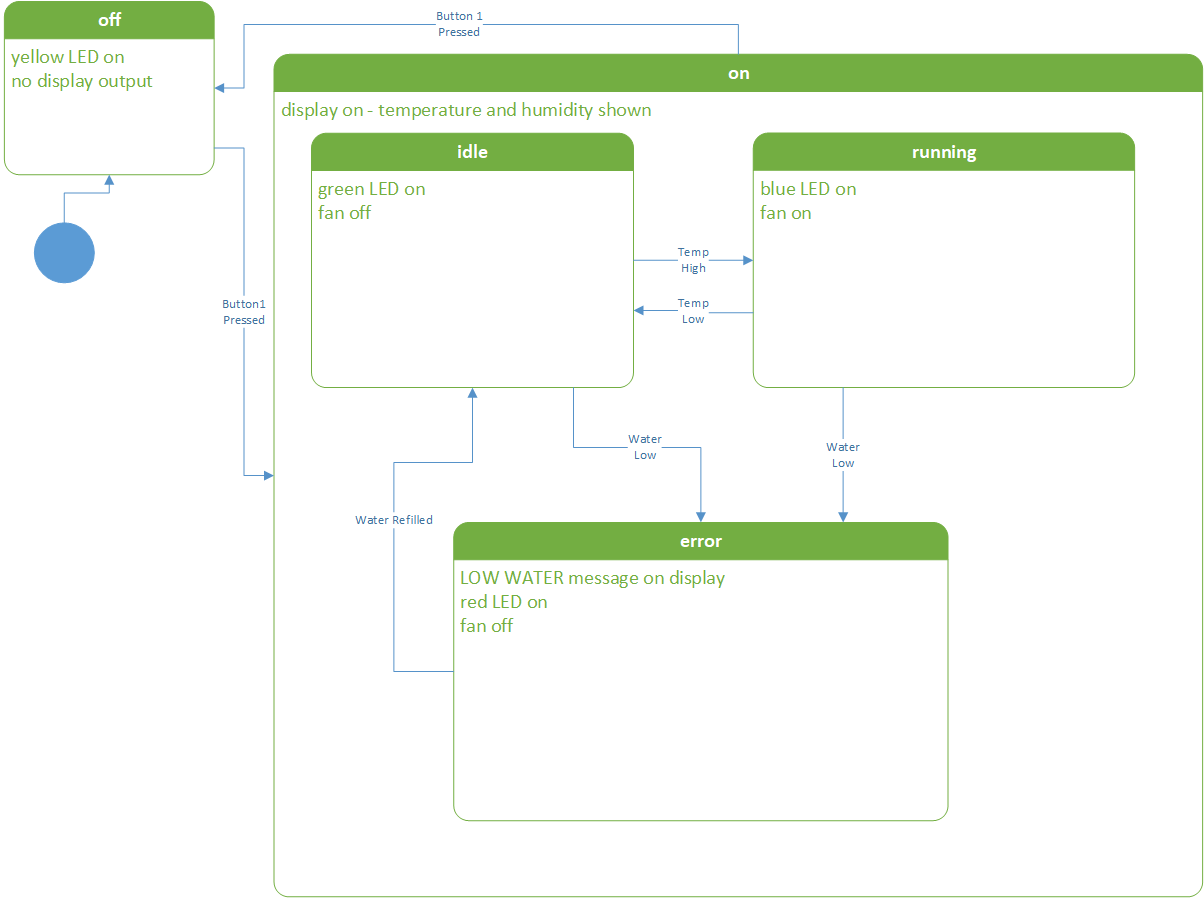 off
yellow LED on
no display output
Button 1
Pressed
on
display on - temperature and humidity shown
idle
green LED on
fan off
running
blue LED on
fan on
Temp
High
Temp
Low
Button1
Pressed
Water
Low
Water
Low
Water Refilled
error
LOW WATER message on display
red LED on
fan off